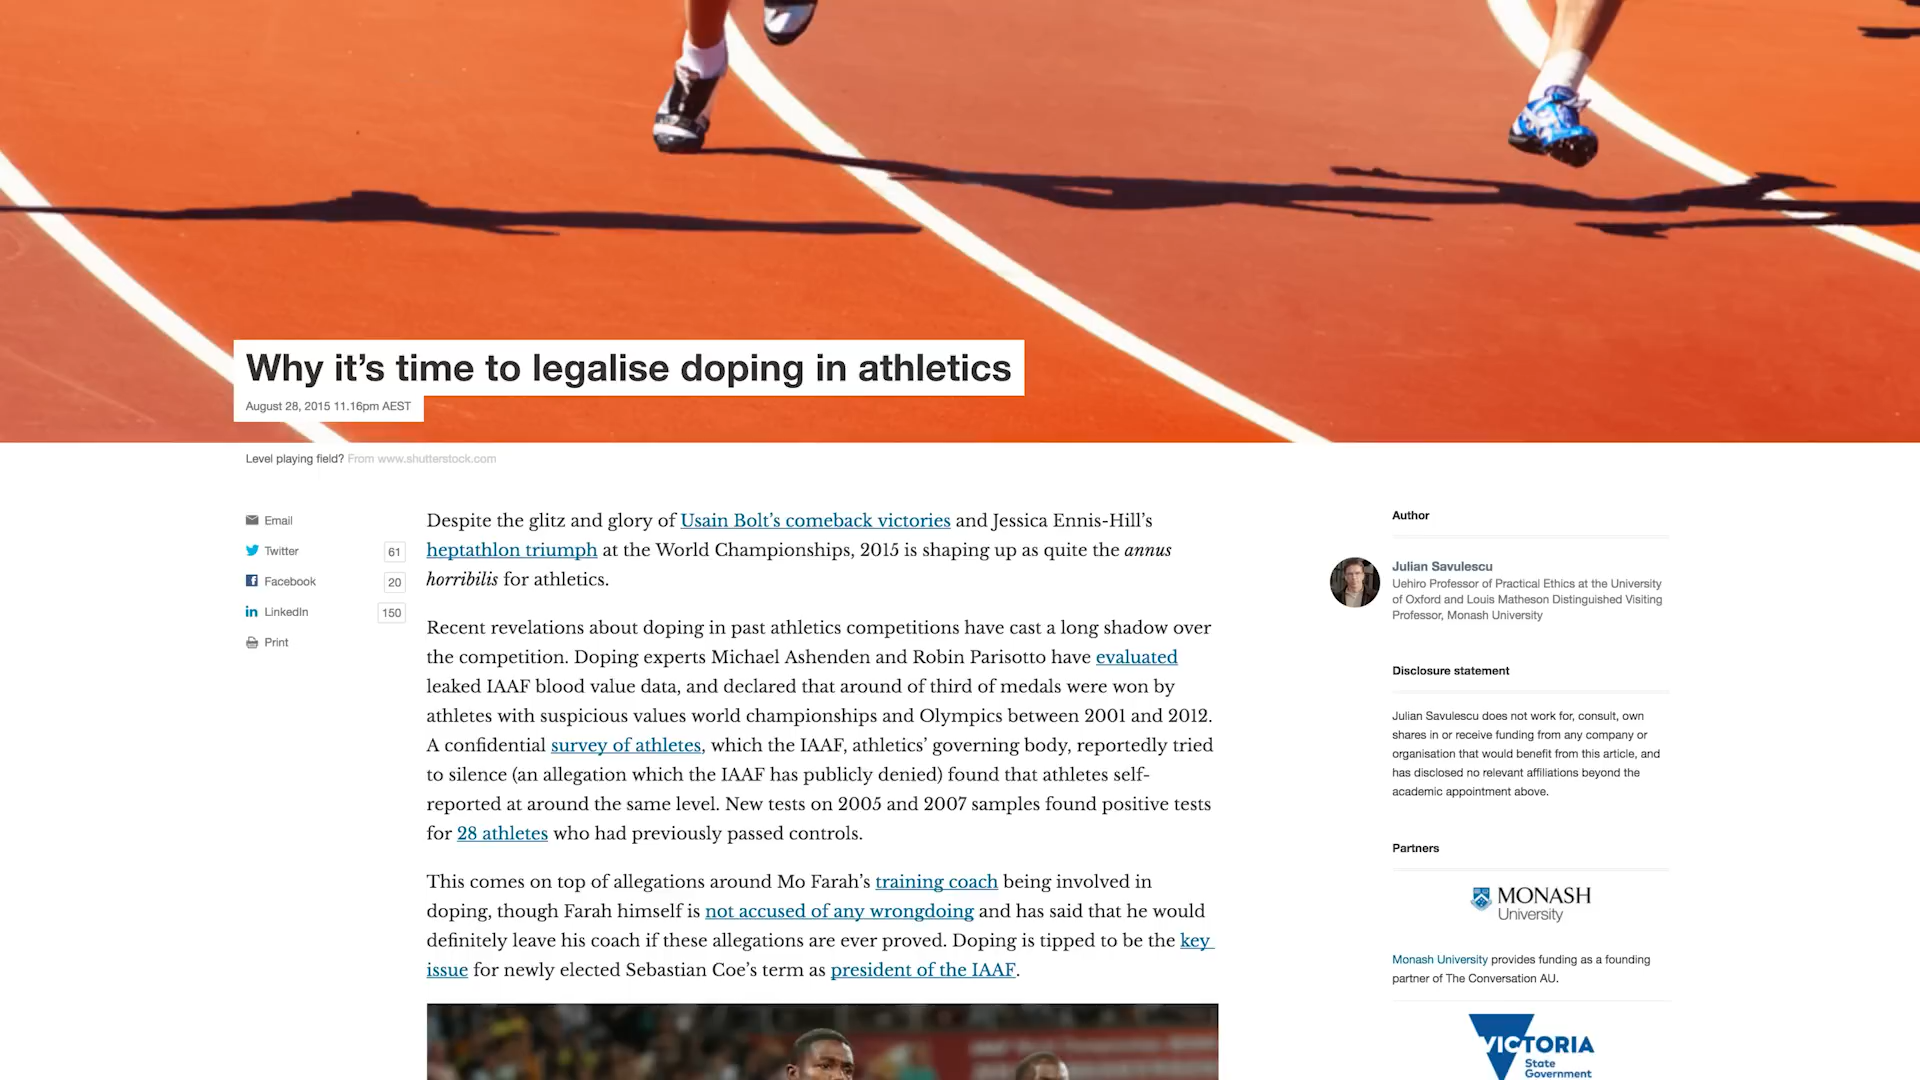 Why it's time to legalise doping in athletics
August 28, 2015 11.16pm AEST
Level playing field? From www.shutterstock.com
Email
Twitter 61
Facebook 20
LinkedIn 150
Print
Despite the glitz and glory of Usain Bolt's comeback victories and Jessica Ennis-Hill's
heptathlon triumph at the World Championships, 2015 is shaping up as quite the annus
horribilis for athletics.
Recent revelations about doping in past athletics competitions have cast a long shadow over
the competition. Doping experts Michael Ashenden and Robin Parisotto have evaluated
leaked IAAF blood value data, and declared that around of third of medals were won by
athletes with suspicious values world championships and Olympics between 2001 and 2012.
A confidential survey of athletes, which the IAAF, athletics' governing body, reportedly tried
to silence (an allegation which the IAAF has publicly denied) found that athletes self-
reported at around the same level. New tests on 2005 and 2007 samples found positive tests
for 28 athletes who had previously passed controls.
This comes on top of allegations around Mo Farah's training coach being involved in
doping, though Farah himself is not accused of any wrongdoing and has said that he would
definitely leave his coach if these allegations are ever proved. Doping is tipped to be the key
issue for newly elected Sebastian Coe's term as president of the IAAF.
Author
Julian Savulescu
Uehiro Professor of Practical Ethics at the University
of Oxford and Louis Matheson Distinguished Visiting
Professor, Monash University
Disclosure statement
Julian Savulescu does not work for, consult, own
shares in or receive funding from any company or
organisation that would benefit from this article, and
has disclosed no relevant affiliations beyond the
academic appointment above.
Partners
MONASH
University
Monash University provides funding as a founding
partner of The Conversation AU.
VICTORIA
State
Government